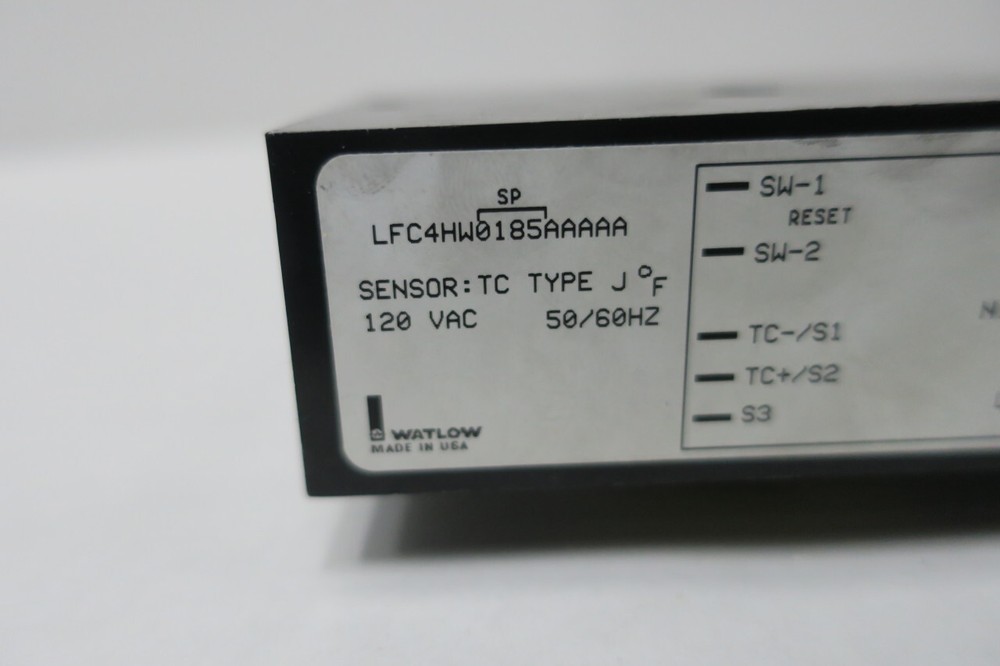 SP
LFC4HW0185AAAAA
SENSOR: TC TYPE J °F
120 VAC 50/60HZ
WATLOW
MADE IN USA
SW-1
RESET
SW-2
TC-/S1
TC+/S2
S3